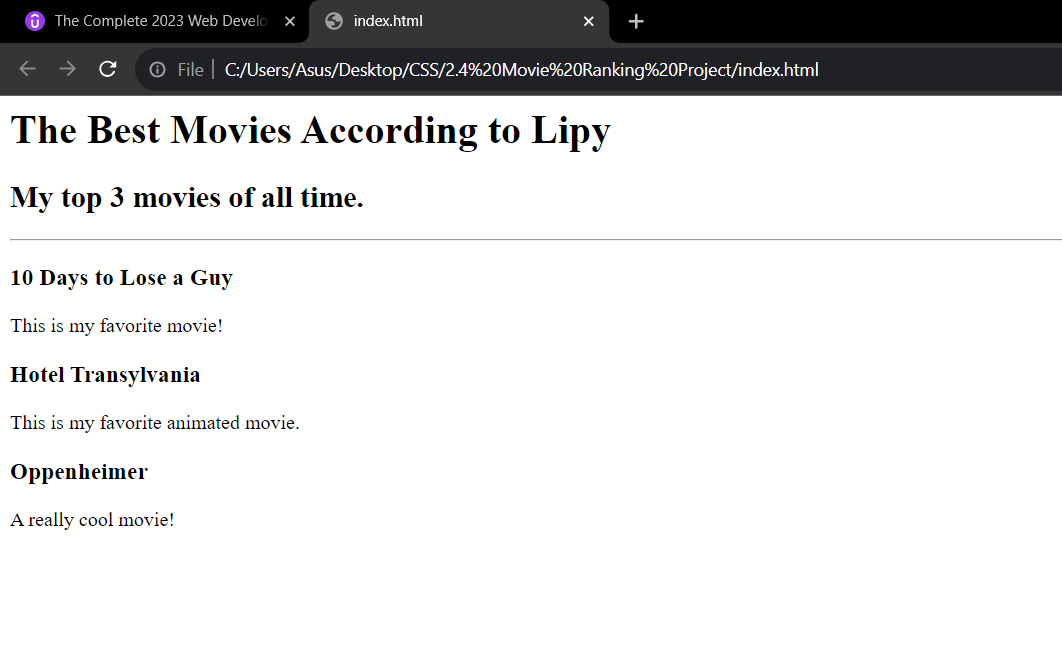 The Complete 2023 Web Develo
index.html
File
C:/Users/Asus/Desktop/CSS/2.4%20Movie%20Ranking%20Project/index.html
The Best Movies According to Lipy
My top 3 movies of all time.
10 Days to Lose a Guy
This is my favorite movie!
Hotel Transylvania
This is my favorite animated movie.
Oppenheimer
A really cool movie!